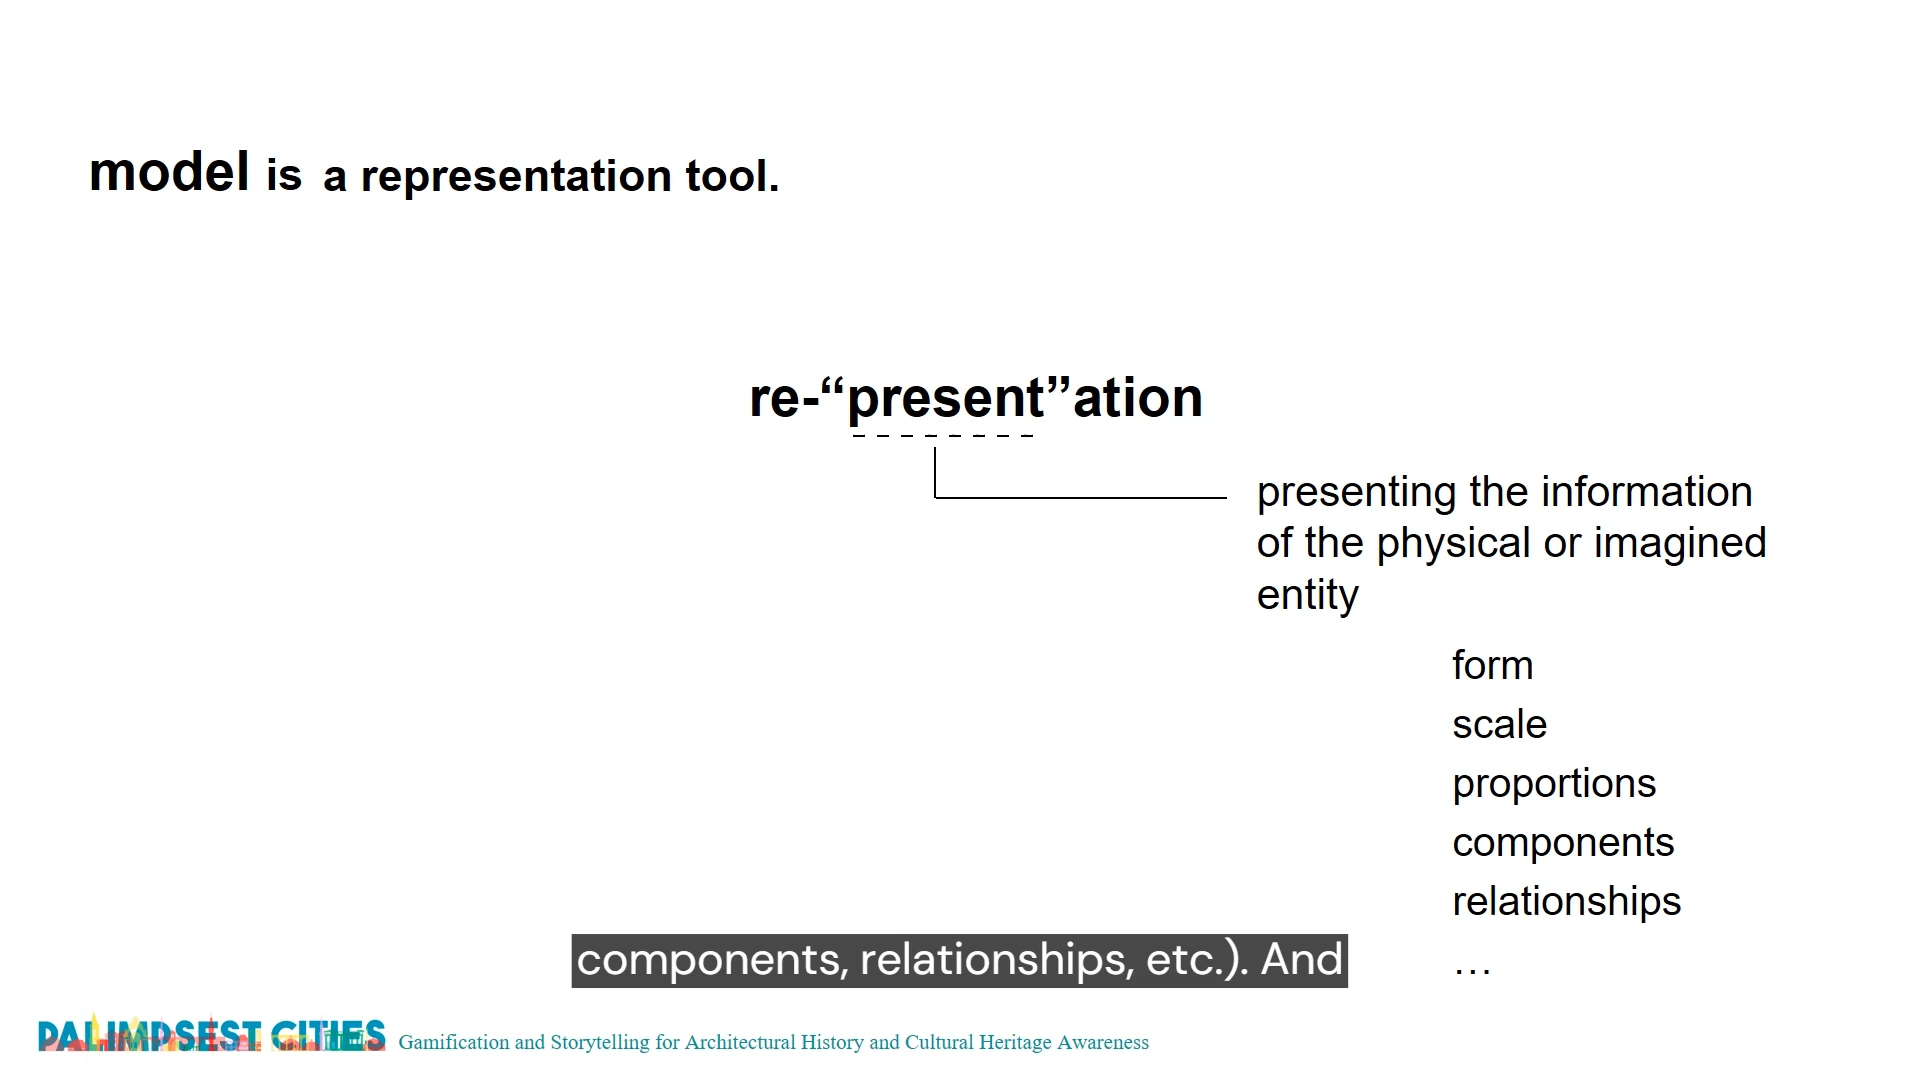 model is a representation tool.
re-“present”ation
presenting the information
of the physical or imagined
entity
form
scale
proportions
components
relationships
…
components, relationships, etc.). And
PALIMPSEST CITIES
Gamification and Storytelling for Architectural History and Cultural Heritage Awareness